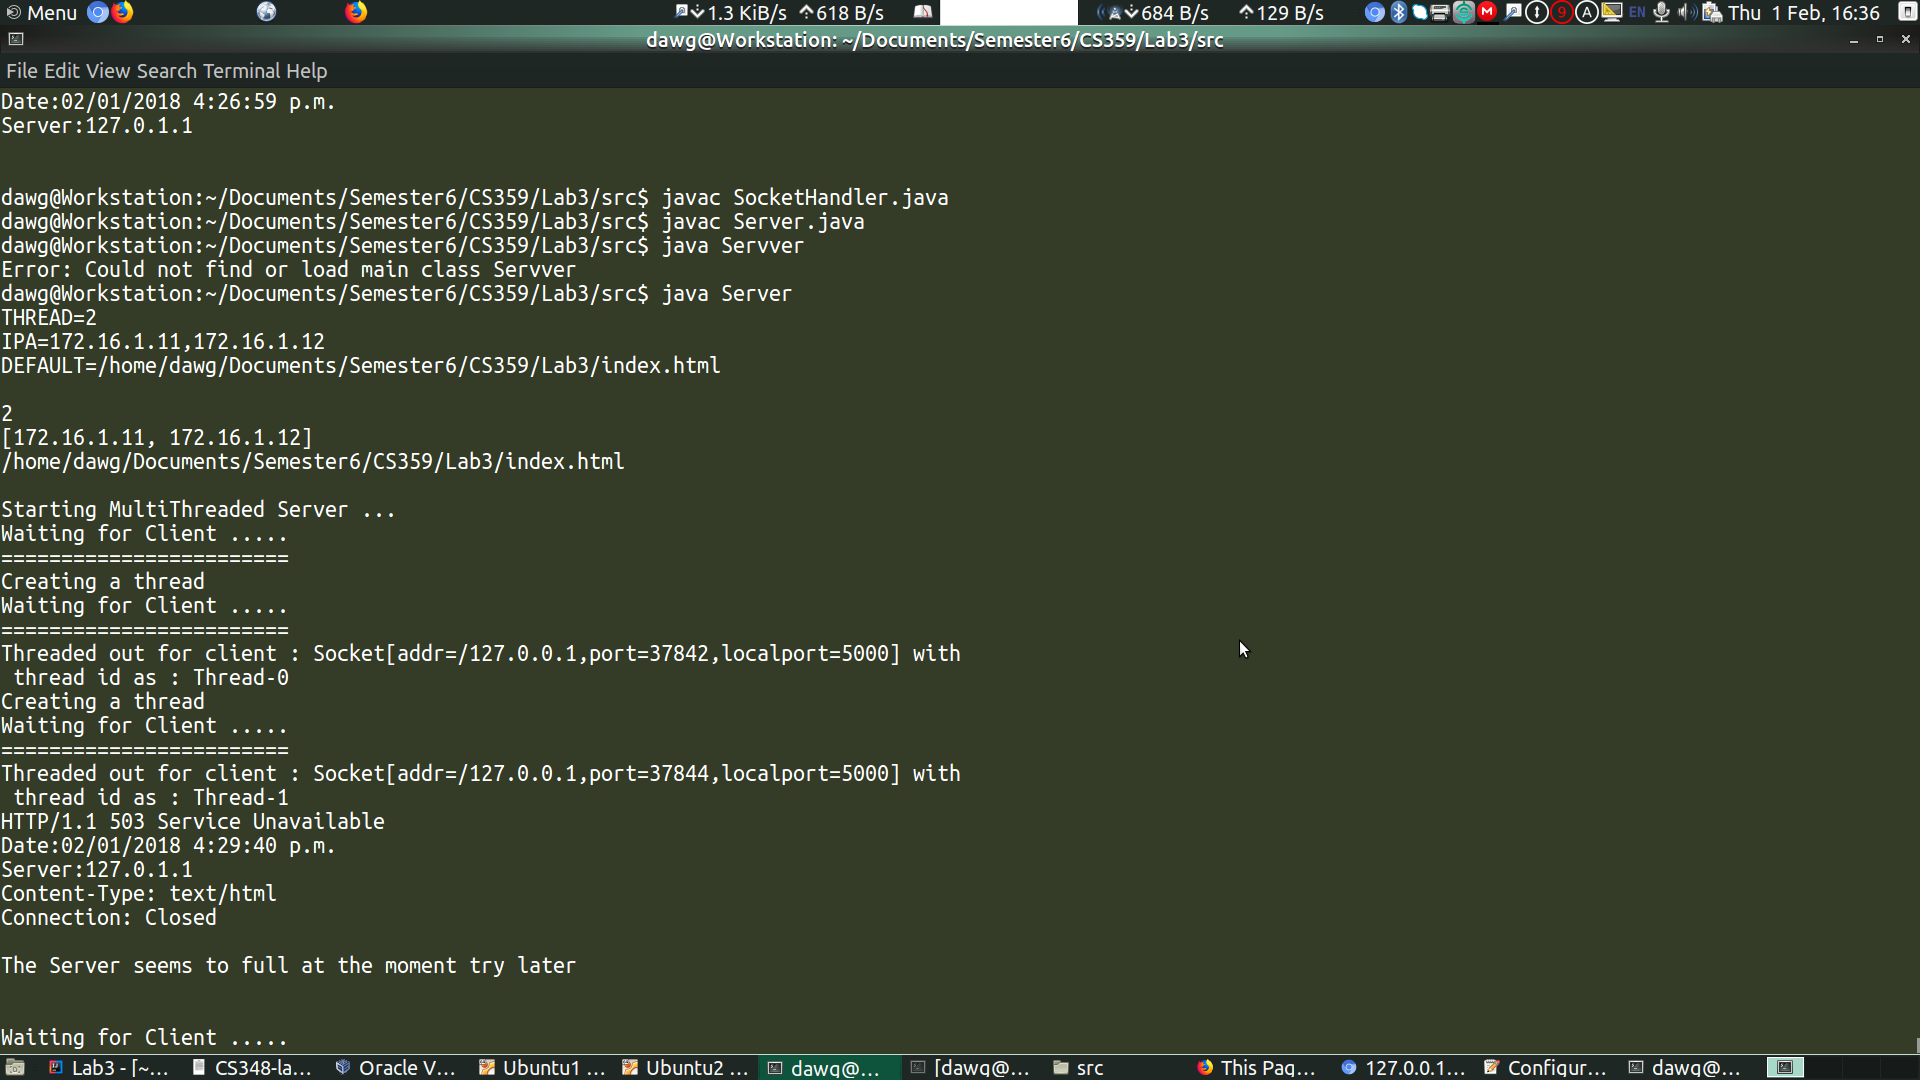 Menu 1.3 KiB/s 618 B/s 684 B/s 129 B/s 9 A M EN Thu 1 Feb, 16:36
dawg@Workstation: ~/Documents/Semester6/CS359/Lab3/src
File Edit View Search Terminal Help
Date:02/01/2018 4:26:59 p.m.
Server:127.0.1.1
dawg@Workstation:~/Documents/Semester6/CS359/Lab3/src$ javac SocketHandler.java
dawg@Workstation:~/Documents/Semester6/CS359/Lab3/src$ javac Server.java
dawg@Workstation:~/Documents/Semester6/CS359/Lab3/src$ java Servver
Error: Could not find or load main class Servver
dawg@Workstation:~/Documents/Semester6/CS359/Lab3/src$ java Server
THREAD=2
IPA=172.16.1.11,172.16.1.12
DEFAULT=/home/dawg/Documents/Semester6/CS359/Lab3/index.html
2
[172.16.1.11, 172.16.1.12]
/home/dawg/Documents/Semester6/CS359/Lab3/index.html
Starting MultiThreaded Server ...
Waiting for Client .....
========================
Creating a thread
Waiting for Client .....
========================
Threaded out for client : Socket[addr=/127.0.0.1,port=37842,localport=5000] with
thread id as : Thread-0
Creating a thread
Waiting for Client .....
========================
Threaded out for client : Socket[addr=/127.0.0.1,port=37844,localport=5000] with
thread id as : Thread-1
HTTP/1.1 503 Service Unavailable
Date:02/01/2018 4:29:40 p.m.
Server:127.0.1.1
Content-Type: text/html
Connection: Closed
The Server seems to full at the moment try later
Waiting for Client .....
Lab3 - [~... CS348-la... Oracle V... Ubuntu1 ... Ubuntu2 ... dawg@... [dawg@... src This Pag... 127.0.0.1... Configur... dawg@...